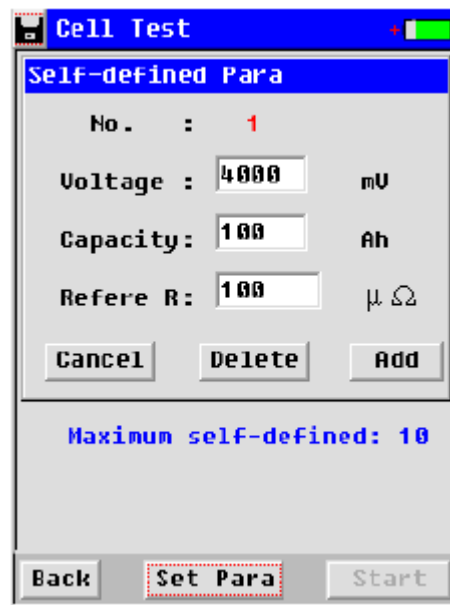 Cell Test
Self-defined Para
No. : 1
Voltage : 4000 mV
Capacity: 100 Ah
Refere R: 100 μΩ
Cancel Delete Add
Maximum self-defined: 10
Back Set Para Start